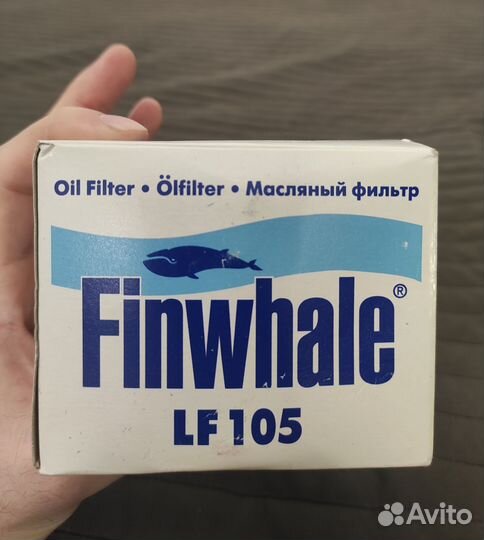 Oil Filter • Ölfilter • Масляный фильтр
Finwhale®
LF 105
Avito